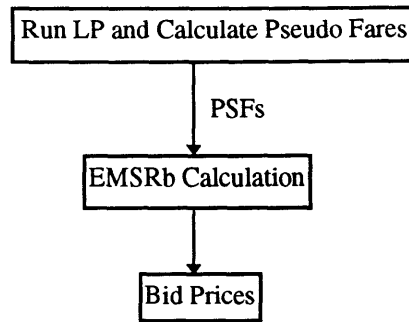 Run LP and Calculate Pseudo Fares
PSFs
EMSRb Calculation
Bid Prices